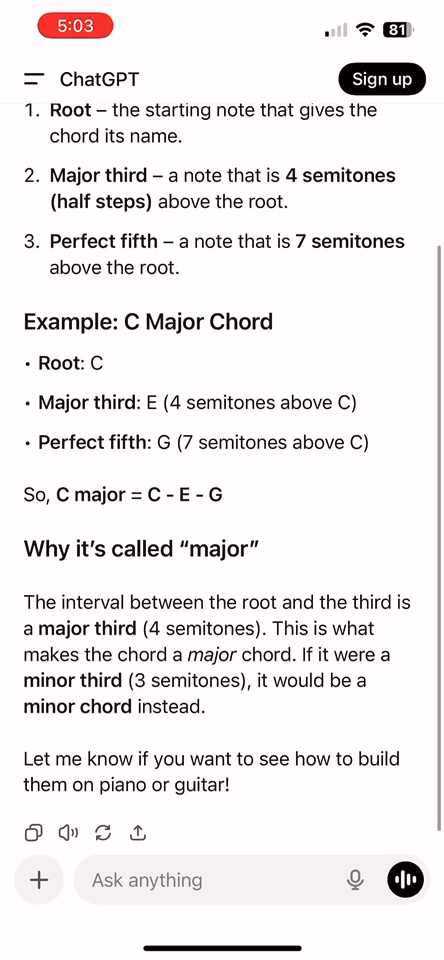 5:03
81
ChatGPT
Sign up
1. Root – the starting note that gives the
chord its name.
2. Major third – a note that is 4 semitones
(half steps) above the root.
3. Perfect fifth – a note that is 7 semitones
above the root.
Example: C Major Chord
• Root: C
• Major third: E (4 semitones above C)
• Perfect fifth: G (7 semitones above C)
So, C major = C - E - G
Why it's called “major”
The interval between the root and the third is
a major third (4 semitones). This is what
makes the chord a major chord. If it were a
minor third (3 semitones), it would be a
minor chord instead.
Let me know if you want to see how to build
them on piano or guitar!
Ask anything